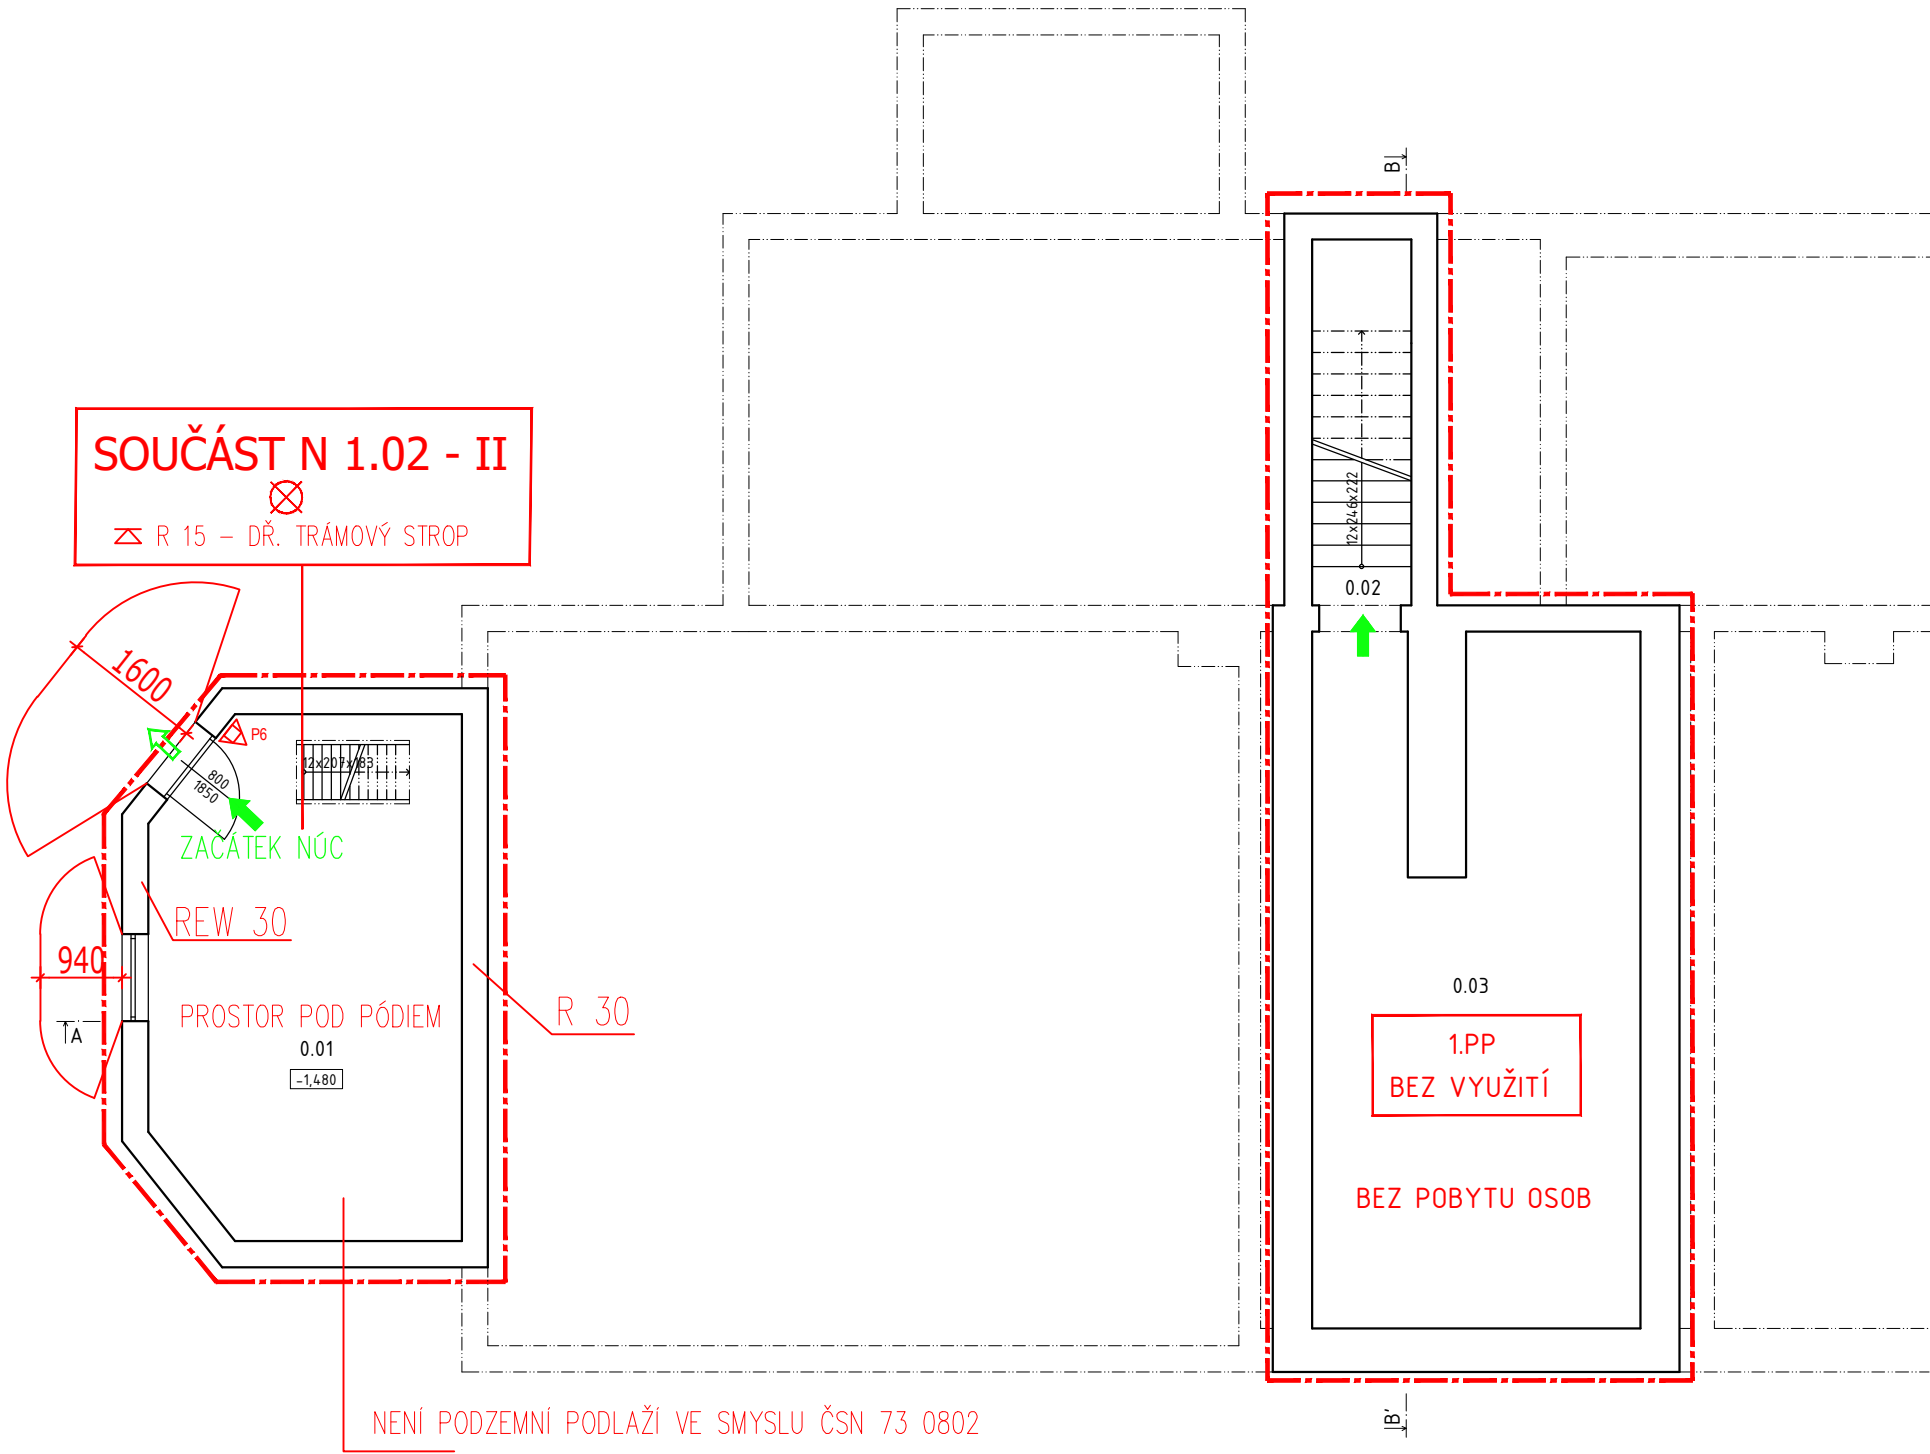 B
SOUČÁST N 1.02 - II
R 15 – DŘ. TRÁMOVÝ STROP
12x246x222
0.02
1600
P6
12x207x183
800
1850
ZAČÁTEK NÚC
REW 30
940
PROSTOR POD PÓDIEM
R 30
0.01
A
-1,480
0.03
1.PP
BEZ VYUŽITÍ
BEZ POBYTU OSOB
B'
NENÍ PODZEMNÍ PODLAŽÍ VE SMYSLU ČSN 73 0802